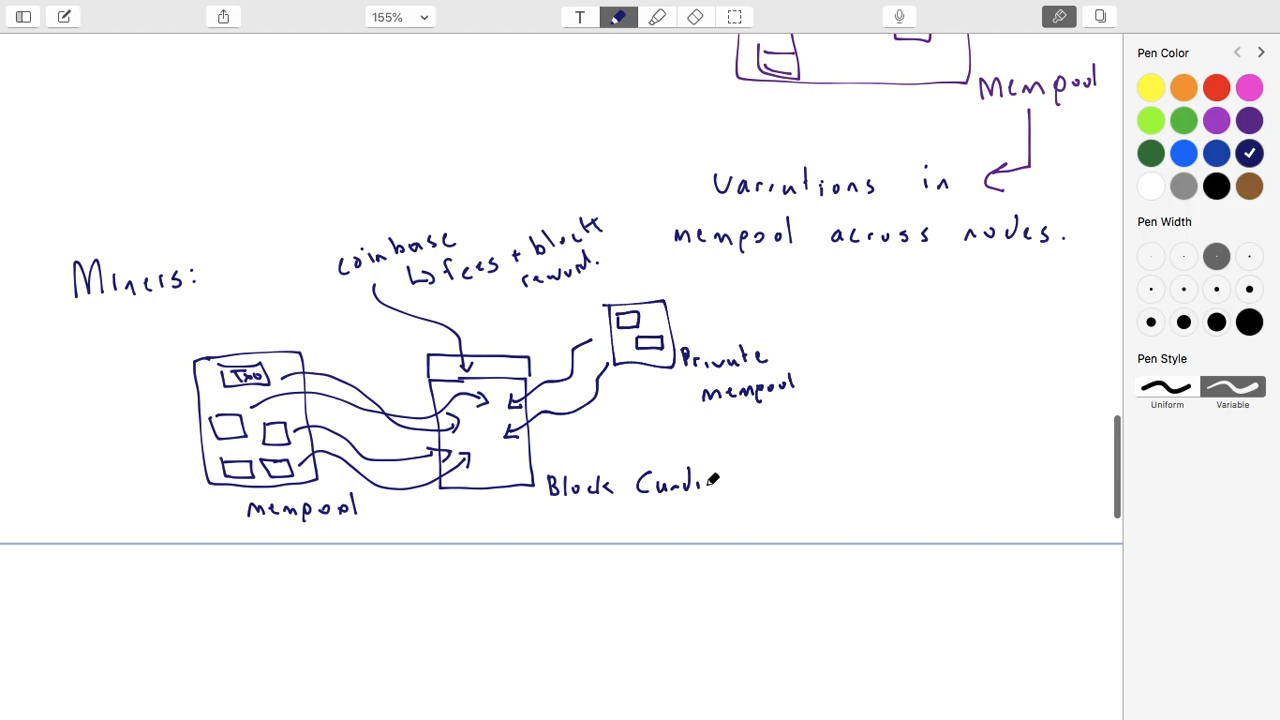 155%
T
Pen Color
Pen Width
Pen Style
Uniform
Variable
Mempool
Variations in
mempool across nodes.
Miners:
coinbase
↳ fees + block
reward.
Txo
mempool
Private
mempool
Block Candi